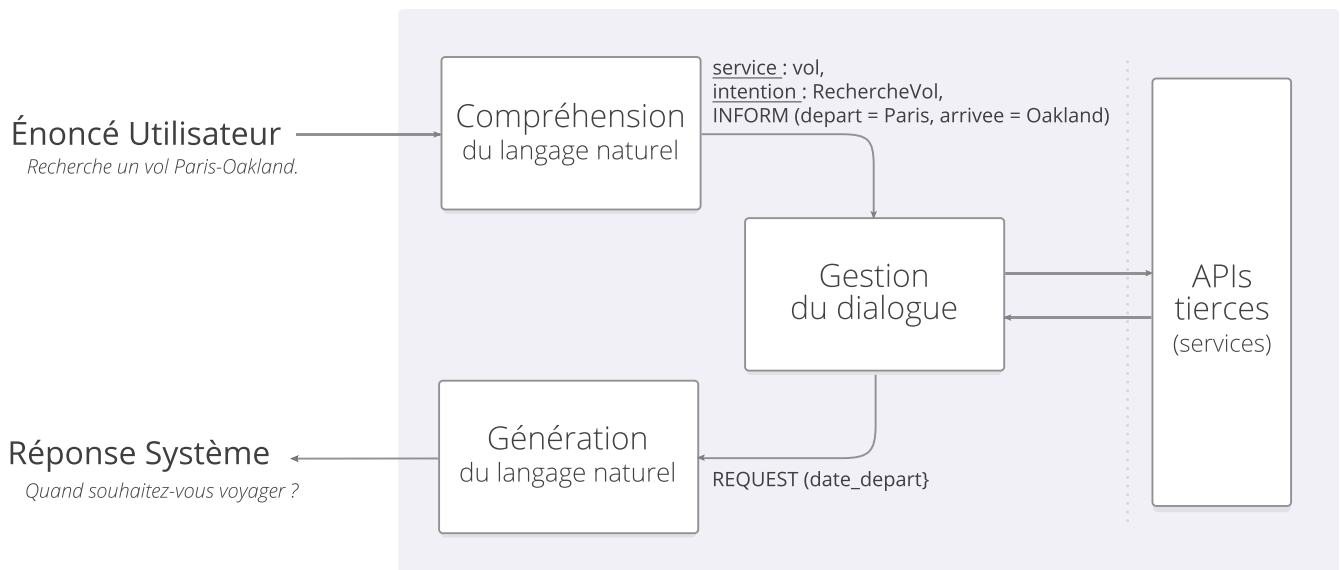 service : vol,
intention : RechercheVol,
INFORM (depart = Paris, arrivee = Oakland)
Énoncé Utilisateur
Recherche un vol Paris-Oakland.
Compréhension
du langage naturel
Gestion
du dialogue
APIs
tierces
(services)
Génération
du langage naturel
REQUEST (date_depart}
Réponse Système
Quand souhaitez-vous voyager ?